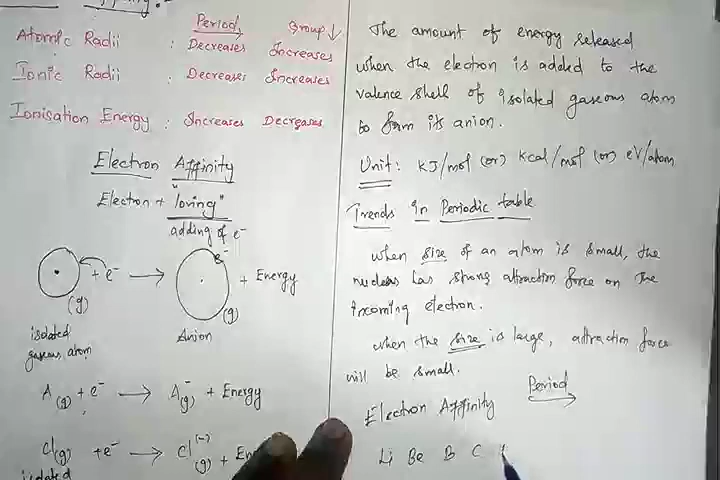 Period Group ↓
Atomic Radii : Decreases Increases
Ionic Radii : Decreases Increases
Ionisation Energy : Increases Decreases
Electron Affinity
Electron + "loving"
adding of e-
+ e- → e- + Energy
(g) (g)
isolated gaseous atom
Anion
A(g) + e- → A-(g) + Energy
Cl(g) + e- → Cl(-)(g) +
isolated
The amount of energy released
when the electron is added to the
valence shell of isolated gaseous atom
to form its anion.
Unit: KJ/mol (or) Kcal/mol (or) eV/atom
Trends in Periodic table
when size of an atom is small, the
nucleus has strong attraction force on the
incoming electron.
when the size is large, attraction force
will be small.
Electron Affinity Period →
Li Be B C